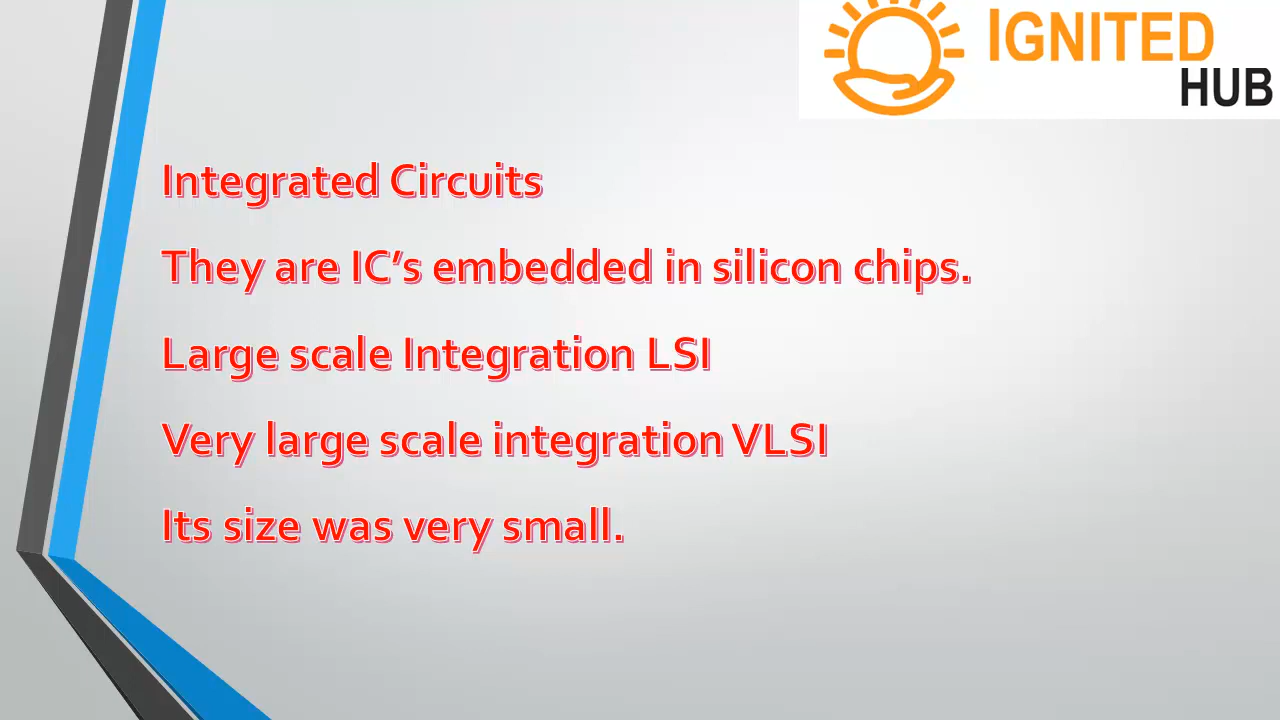 IGNITED
HUB
Integrated Circuits
They are IC’s embedded in silicon chips.
Large scale Integration LSI
Very large scale integration VLSI
Its size was very small.